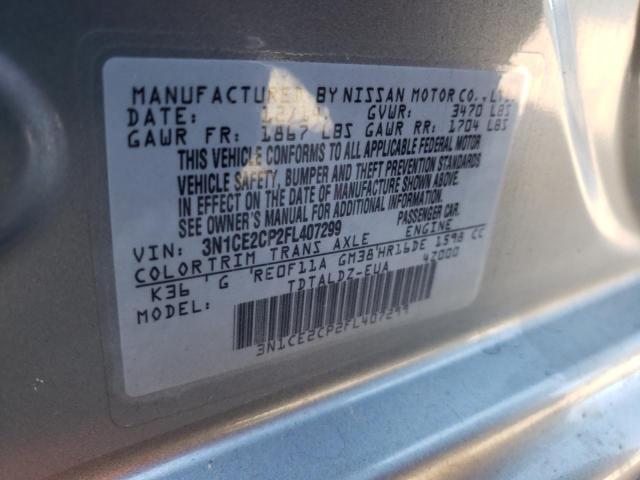 MANUFACTURED BY NISSAN MOTOR CO., LTD.
DATE: 12/14 GVWR: 3470 LBS
GAWR FR: 1867 LBS GAWR RR: 1704 LBS
THIS VEHICLE CONFORMS TO ALL APPLICABLE FEDERAL MOTOR
VEHICLE SAFETY, BUMPER AND THEFT PREVENTION STANDARDS
IN EFFECT ON THE DATE OF MANUFACTURE SHOWN ABOVE.
SEE OWNER'S MANUAL FOR ADDITIONAL INFORMATION.
VIN: 3N1CE2CP2FL407299 PASSENGER CAR.
COLOR TRIM TRANS AXLE ENGINE
K36 G RE0F11A GM38 HR16DE 1598 CC
MODEL: TDTALDZ-EUA 42000
3N1CE2CP2FL407299